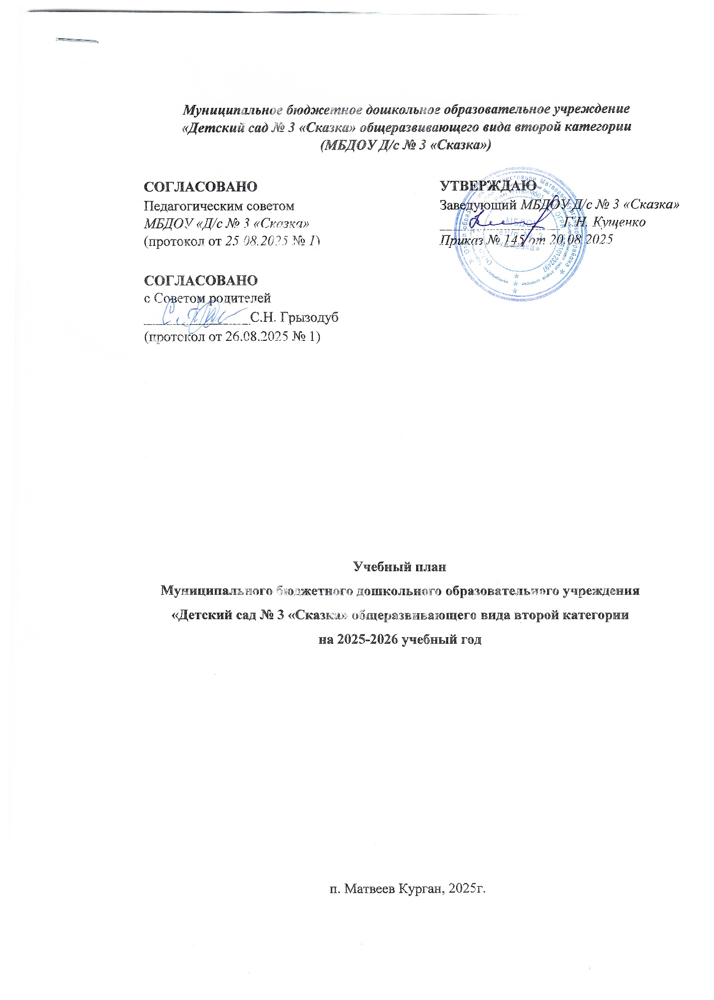 Муниципальное бюджетное дошкольное образовательное учреждение
«Детский сад № 3 «Сказка» общеразвивающего вида второй категории
(МБДОУ Д/с № 3 «Сказка»)
СОГЛАСОВАНО
Педагогическим советом
МБДОУ «Д/с № 3 «Сказка»
(протокол от 25.08.2025 № 1)
УТВЕРЖДАЮ
Заведующий МБДОУ Д/с № 3 «Сказка»
Г.Н. Кущенко
Приказ № 145 от 20.08.2025
МБДОУ
«Д/с № 3
«Сказка»
СОГЛАСОВАНО
с Советом родителей
С.Н. Грызодуб
(протокол от 26.08.2025 № 1)
Учебный план
Муниципального бюджетного дошкольного образовательного учреждения
«Детский сад № 3 «Сказка» общеразвивающего вида второй категории
на 2025-2026 учебный год
п. Матвеев Курган, 2025г.